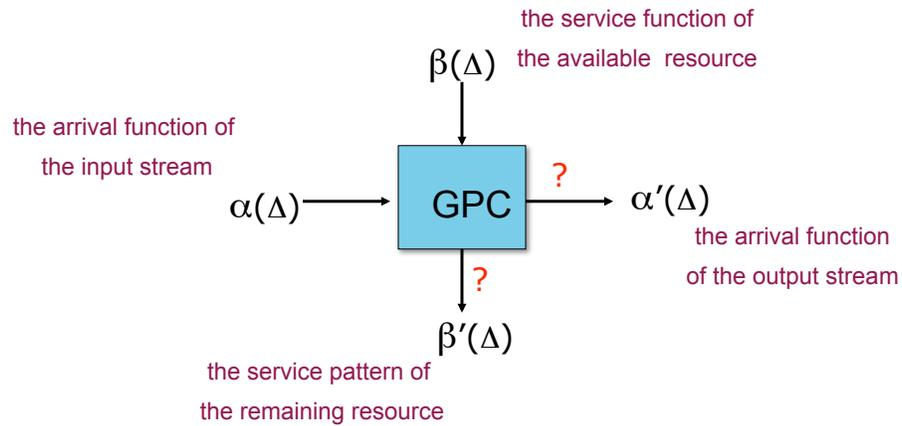 the service function of
the available resource
β(Δ)
the arrival function of
the input stream
α(Δ)
GPC
?
α′(Δ)
the arrival function
of the output stream
?
β′(Δ)
the service pattern of
the remaining resource